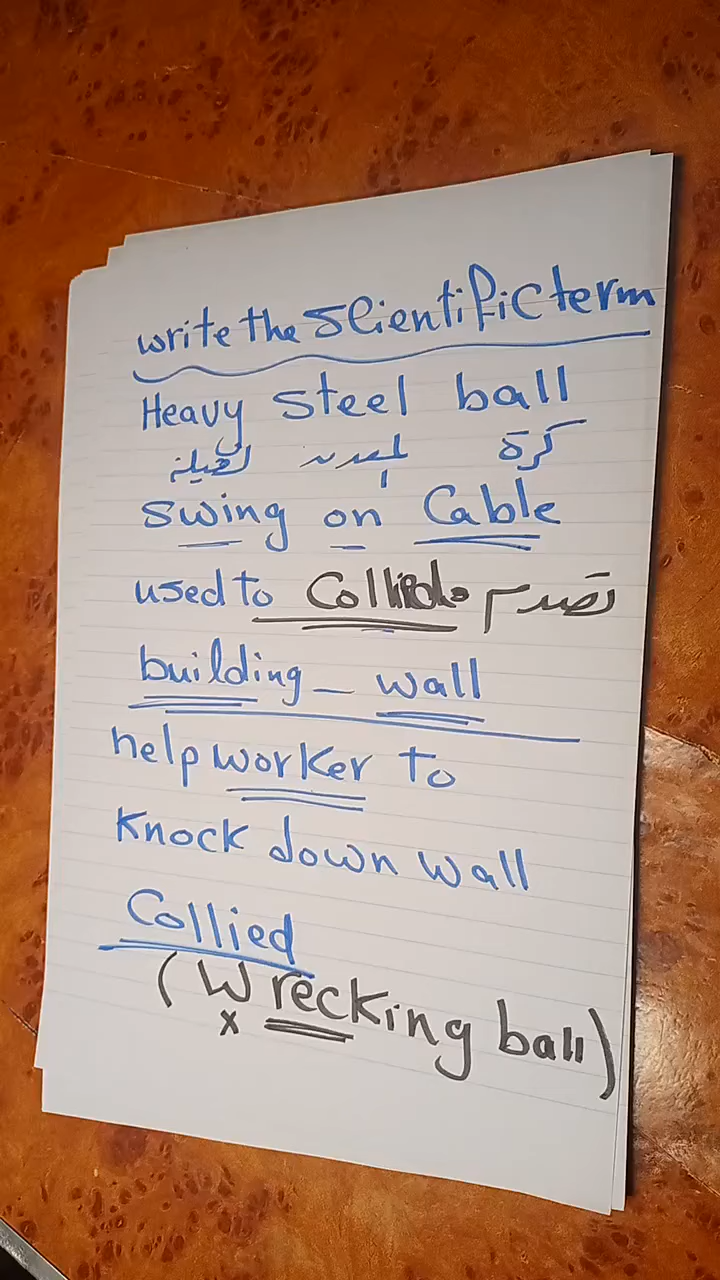 write the scientific term
Heavy steel ball
كرة الحديد الثقيلة
swing on Cable
used to Collide تصدم
building - wall
help worker to
Knock down wall
Collied
(Wrecking ball)
x